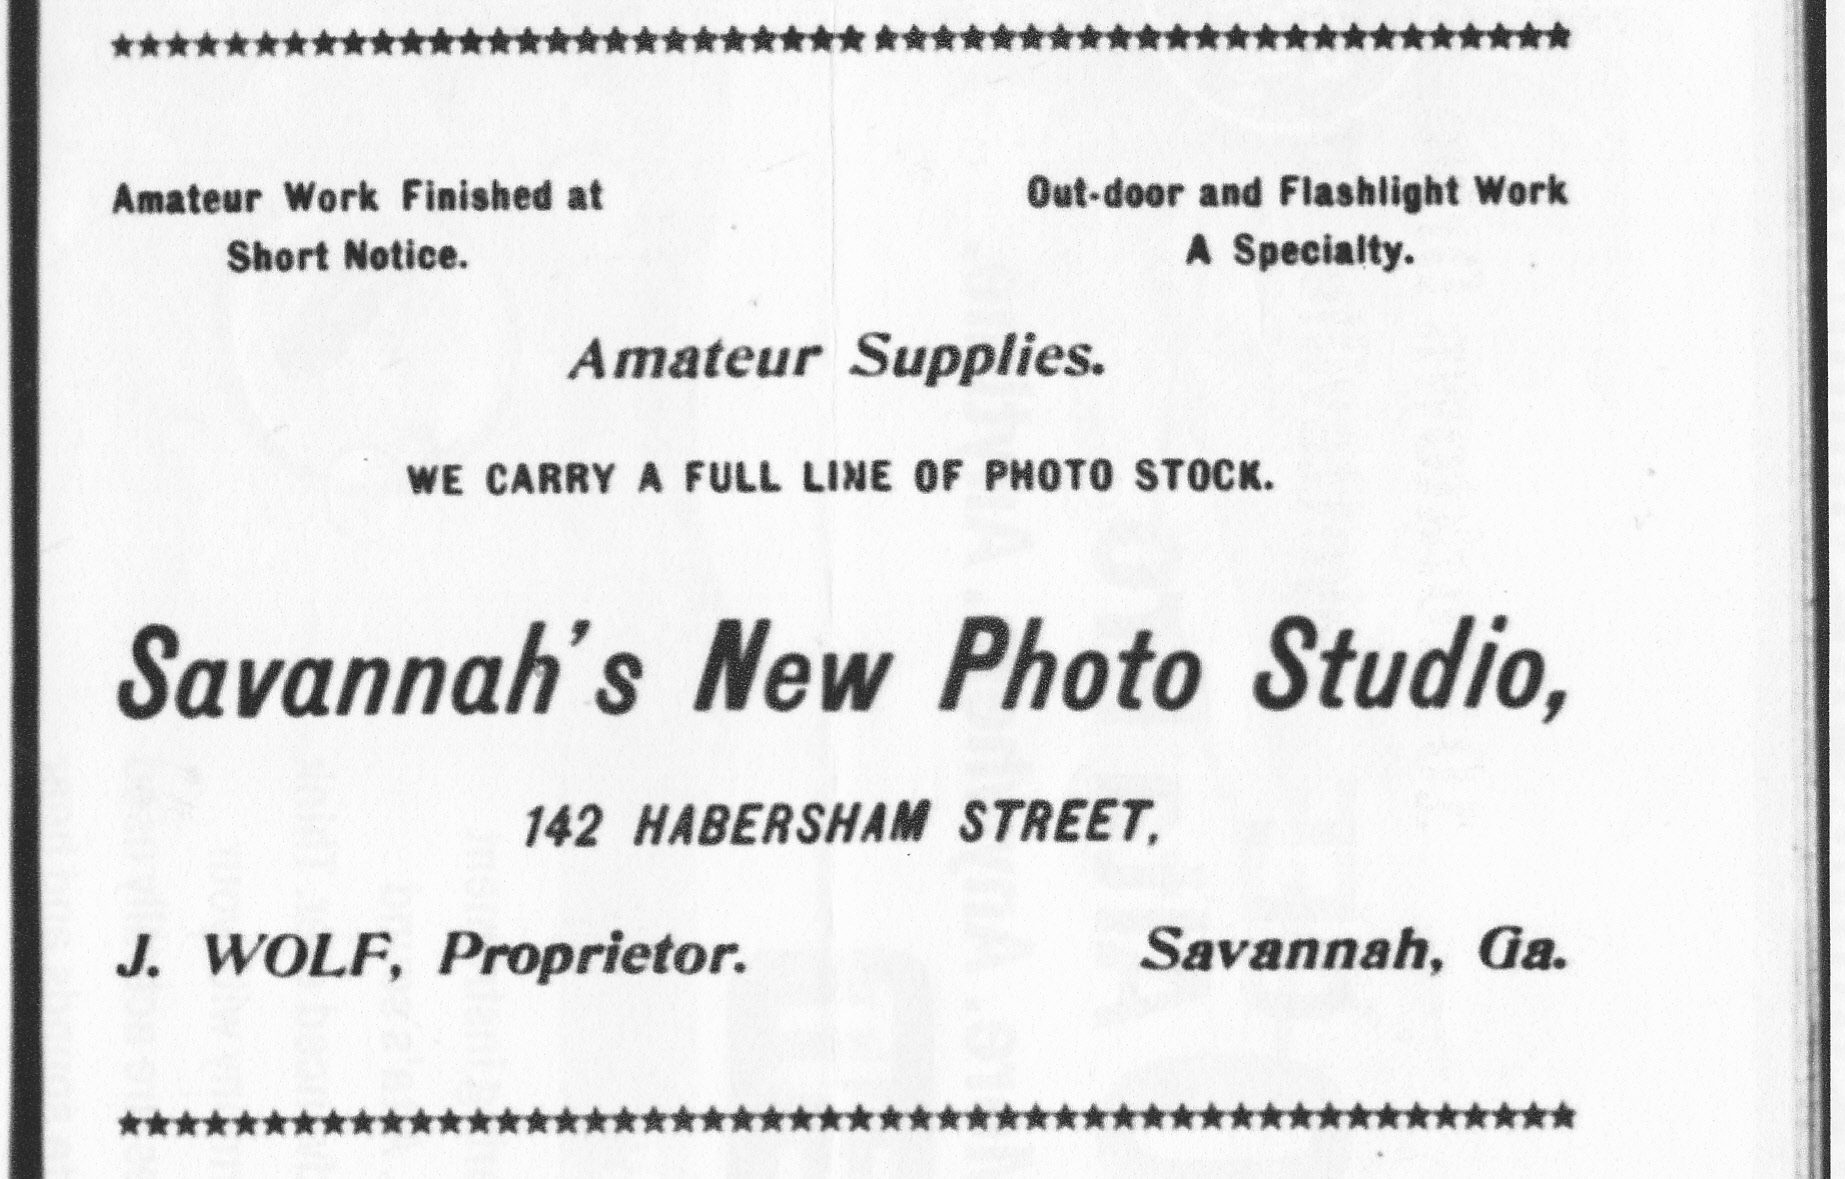 Amateur Work Finished at
Short Notice.
Out-door and Flashlight Work
A Specialty.
Amateur Supplies.
WE CARRY A FULL LINE OF PHOTO STOCK.
Savannah's New Photo Studio,
142 HABERSHAM STREET,
J. WOLF, Proprietor.
Savannah, Ga.